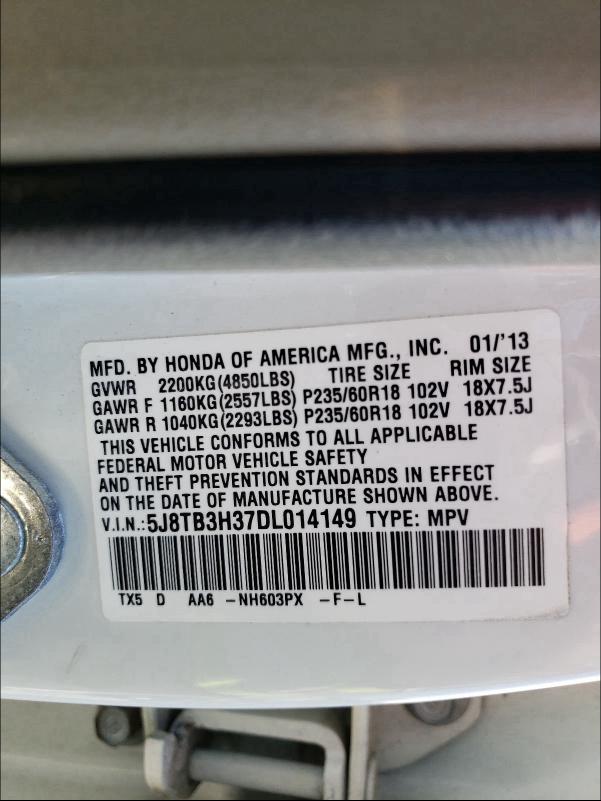 MFD. BY HONDA OF AMERICA MFG., INC. 01/'13
GVWR 2200KG(4850LBS) TIRE SIZE RIM SIZE
GAWR F 1160KG(2557LBS) P235/60R18 102V 18X7.5J
GAWR R 1040KG(2293LBS) P235/60R18 102V 18X7.5J
THIS VEHICLE CONFORMS TO ALL APPLICABLE
FEDERAL MOTOR VEHICLE SAFETY
AND THEFT PREVENTION STANDARDS IN EFFECT
ON THE DATE OF MANUFACTURE SHOWN ABOVE.
V.I.N.:5J8TB3H37DL014149 TYPE: MPV
TX5 D AA6 -NH603PX -F-L